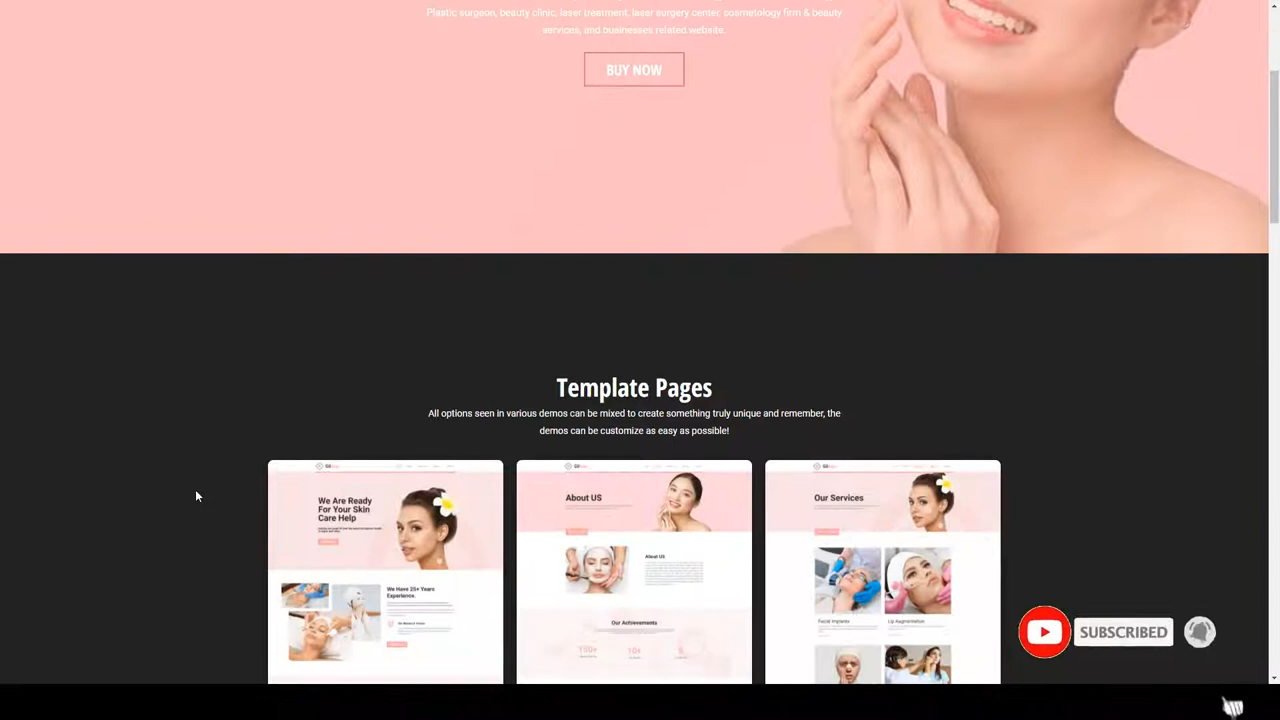 Plastic surgeon, beauty clinic, laser treatment, laser surgery center, cosmetology firm & beauty
services, and businesses related website.
BUY NOW
Template Pages
All options seen in various demos can be mixed to create something truly unique and remember, the
demos can be customize as easy as possible!
We Are Ready
For Your Skin
Care Help
We Have 25+ Years
Experience.
About US
About US
Our Achievements
150+
10+
Our Services
Facial Implants
Lip Augmentation
SUBSCRIBED